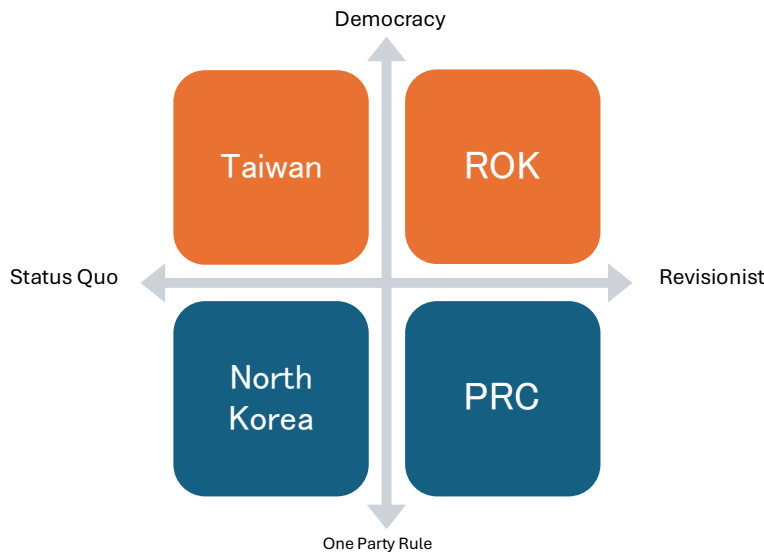 Democracy
Taiwan
ROK
Status Quo
Revisionist
North
Korea
PRC
One Party Rule